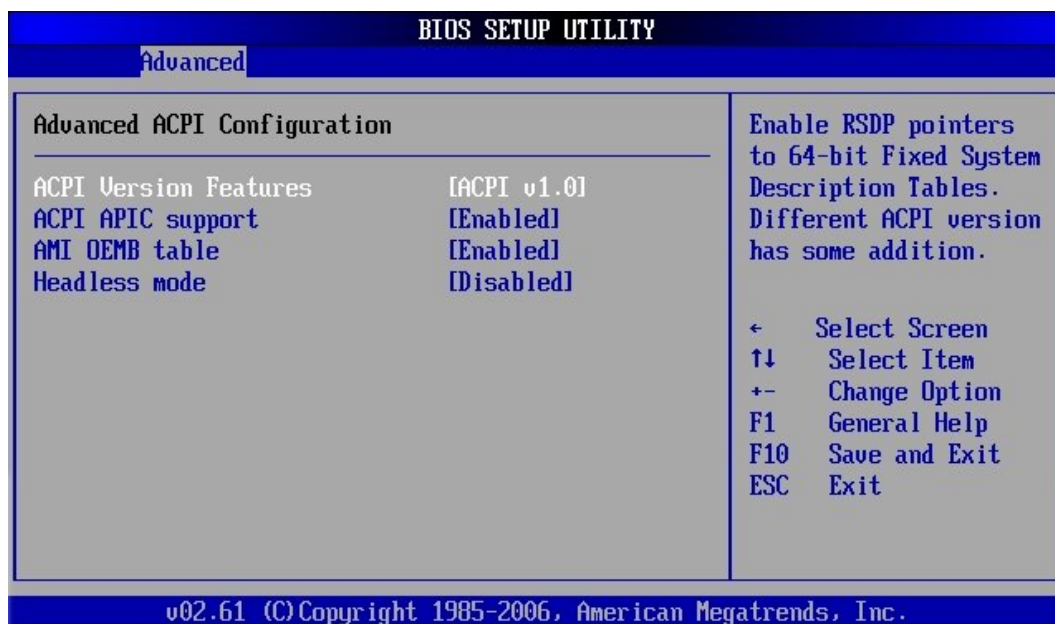 BIOS SETUP UTILITY
Advanced
Advanced ACPI Configuration
ACPI Version Features [ACPI v1.0]
ACPI APIC support [Enabled]
AMI OEMB table [Enabled]
Headless mode [Disabled]
Enable RSDP pointers
to 64-bit Fixed System
Description Tables.
Different ACPI version
has some addition.
← Select Screen
↑↓ Select Item
+- Change Option
F1 General Help
F10 Save and Exit
ESC Exit
v02.61 (C)Copyright 1985-2006, American Megatrends, Inc.